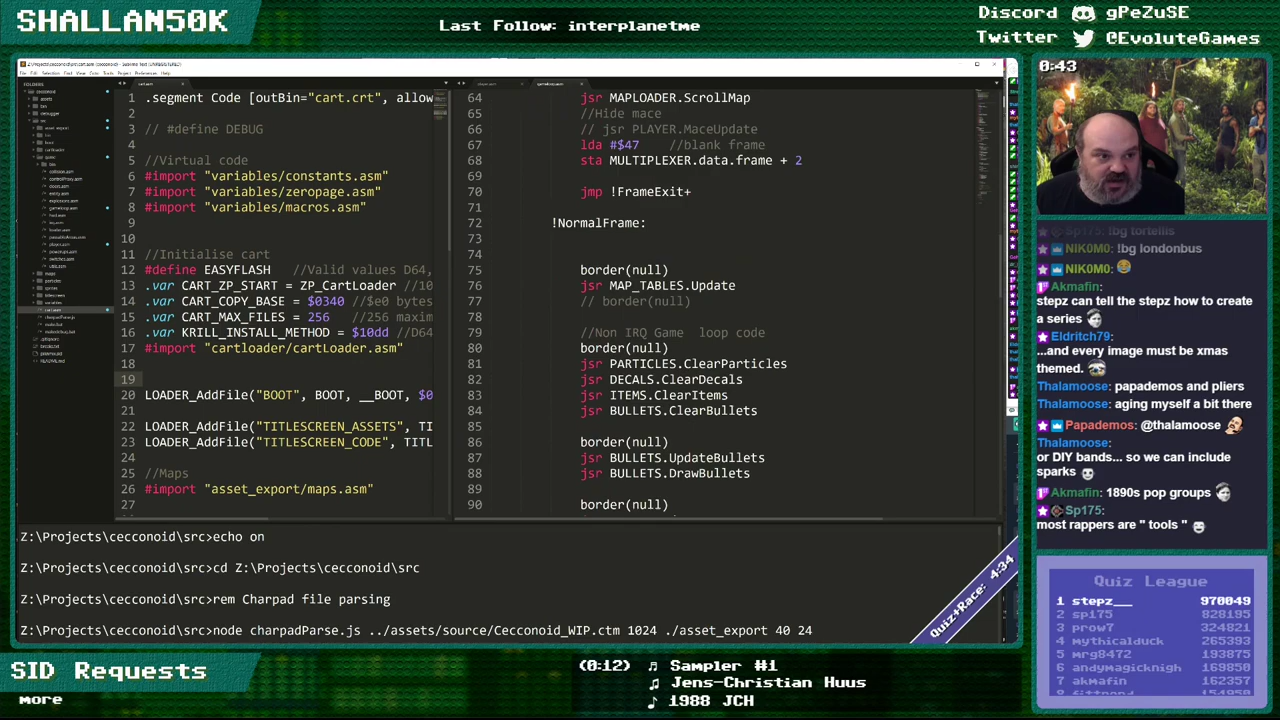 SHALLAN50K
Last Follow: interplanetme
Discord gPeZuSE
Twitter @EvoluteGames
0:43
1 .segment Code [outBin="cart.crt", allow
2
3 // #define DEBUG
4
5 //Virtual code
6 #import "variables/constants.asm"
7 #import "variables/zeropage.asm"
8 #import "variables/macros.asm"
9
10
11 //Initialise cart
12 #define EASYFLASH //Valid values D64,
13 .var CART_ZP_START = ZP_CartLoader //10
14 .var CART_COPY_BASE = $0340 //$e0 bytes
15 .var CART_MAX_FILES = 256 //256 maxim
16 .var KRILL_INSTALL_METHOD = $10dd //D64
17 #import "cartloader/cartLoader.asm"
18
19
20 LOADER_AddFile("BOOT", BOOT, __BOOT, $0
21
22 LOADER_AddFile("TITLESCREEN_ASSETS", TI
23 LOADER_AddFile("TITLESCREEN_CODE", TITL
24
25 //Maps
26 #import "asset_export/maps.asm"
27
64 jsr MAPLOADER.ScrollMap
65 //Hide mace
66 // jsr PLAYER.MaceUpdate
67 lda #$47 //blank frame
68 sta MULTIPLEXER.data.frame + 2
69
70 jmp !FrameExit+
71
72 !NormalFrame:
73
74
75 border(null)
76 jsr MAP_TABLES.Update
77 // border(null)
78
79 //Non IRQ Game loop code
80 border(null)
81 jsr PARTICLES.ClearParticles
82 jsr DECALS.ClearDecals
83 jsr ITEMS.ClearItems
84 jsr BULLETS.ClearBullets
85
86 border(null)
87 jsr BULLETS.UpdateBullets
88 jsr BULLETS.DrawBullets
89
90 border(null)
Z:\Projects\cecconoid\src>echo on
Z:\Projects\cecconoid\src>cd Z:\Projects\cecconoid\src
Z:\Projects\cecconoid\src>rem Charpad file parsing
Z:\Projects\cecconoid\src>node charpadParse.js ../assets/source/Cecconoid_WIP.ctm 1024 ./asset_export 40 24
Quiz+Race: 4:34
Sp175: !bg tortellis
NIK0M0: !bg londonbus
NIK0M0:
Akmafin:
stepz can tell the stepz how to create
a series
Eldritch79:
...and every image must be xmas
themed.
Thalamoose: papademos and pliers
Thalamoose: aging myself a bit there
Papademos: @thalamoose
Thalamoose:
or DIY bands... so we can include
sparks
Akmafin: 1890s pop groups
Sp175:
most rappers are " tools "
Quiz League
1 stepz__ 970049
2 sp175 828195
3 prow7 324821
4 mythicalduck 265393
5 mrg8472 193875
6 andymagicknigh 169850
7 akmafin 162357
SID Requests
more
(0:12) Sampler #1
Jens-Christian Huus
1988 JCH